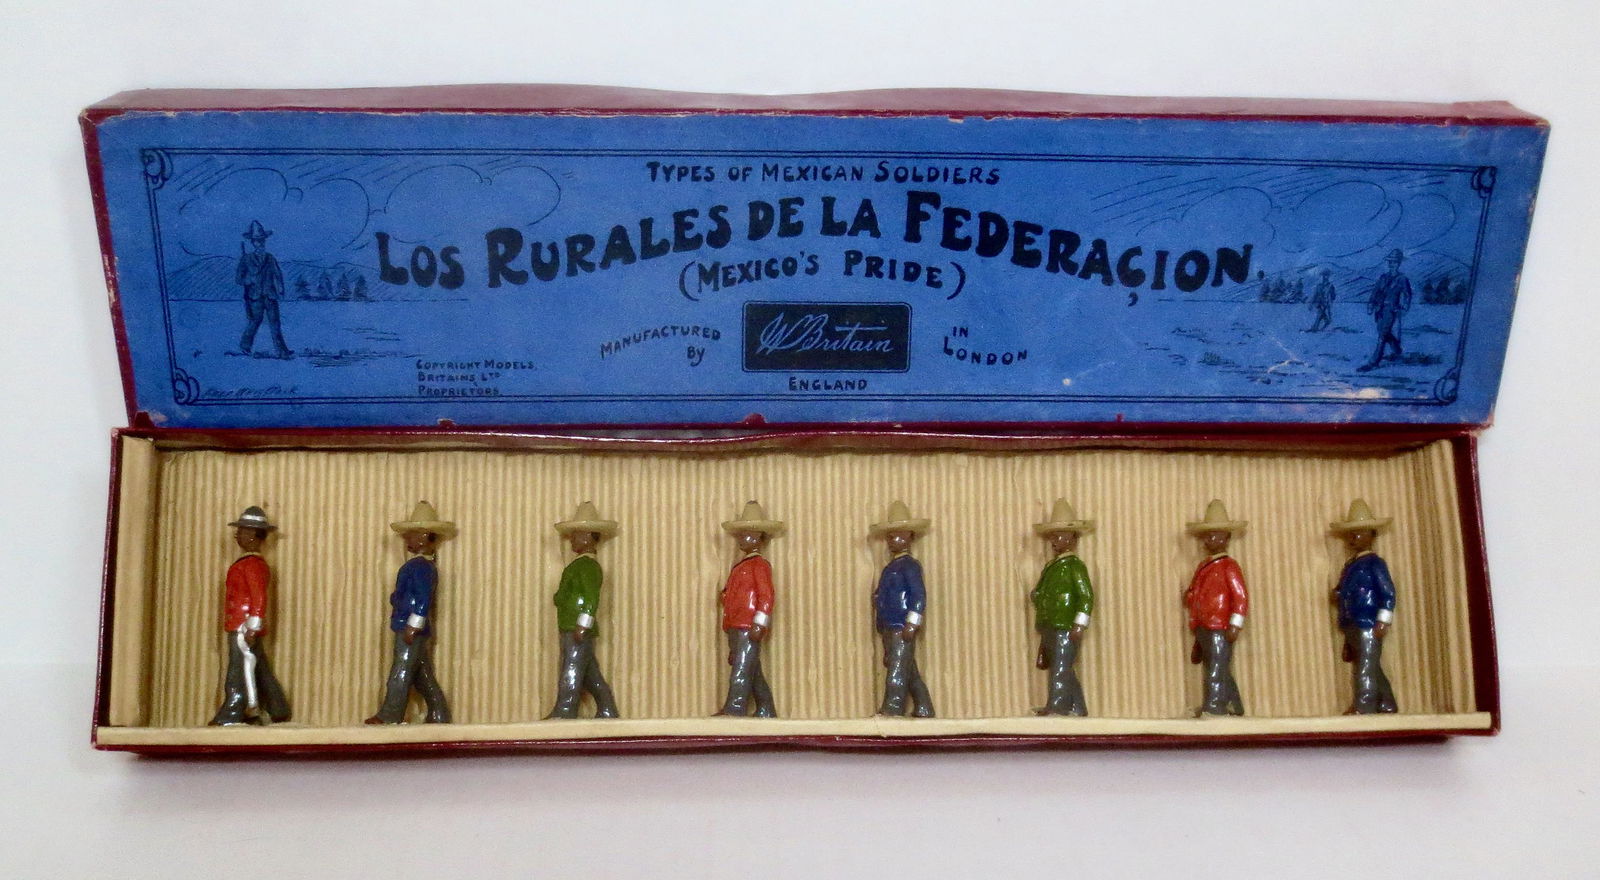 TYPES OF MEXICAN SOLDIERS
LOS RURALES DE LA FEDERAÇION.
(MEXICO'S PRIDE)
MANUFACTURED
By
WBritain
IN
LONDON
ENGLAND
COPYRIGHT MODELS.
BRITAINS LTD
PROPRIETORS.